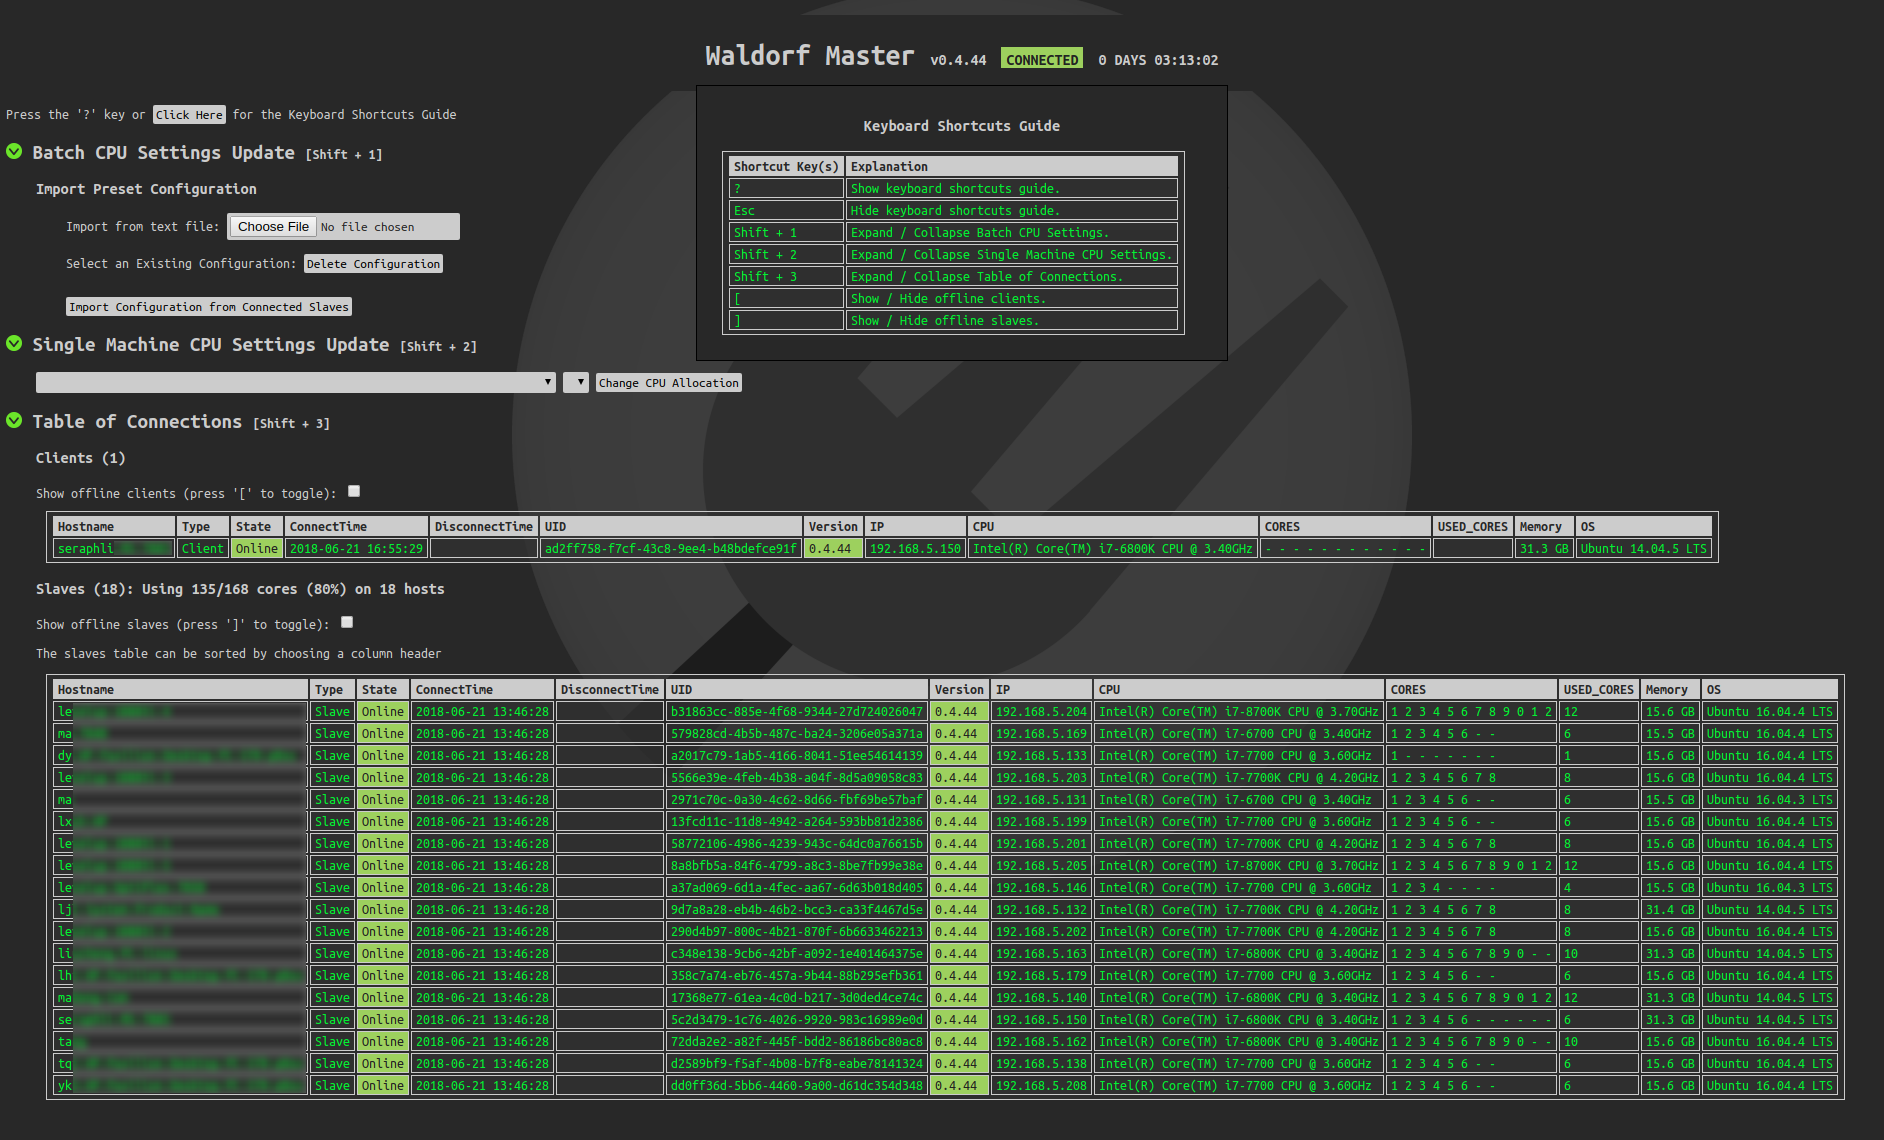 Waldorf Master v0.4.44 CONNECTED 0 DAYS 03:13:02
Press the '?' key or Click Here for the Keyboard Shortcuts Guide
Keyboard Shortcuts Guide
Shortcut Key(s) Explanation
? Show keyboard shortcuts guide.
Esc Hide keyboard shortcuts guide.
Shift + 1 Expand / Collapse Batch CPU Settings.
Shift + 2 Expand / Collapse Single Machine CPU Settings.
Shift + 3 Expand / Collapse Table of Connections.
[ Show / Hide offline clients.
] Show / Hide offline slaves.
Batch CPU Settings Update [Shift + 1]
Import Preset Configuration
Import from text file: Choose File No file chosen
Select an Existing Configuration: Delete Configuration
Import Configuration from Connected Slaves
Single Machine CPU Settings Update [Shift + 2]
Change CPU Allocation
Table of Connections [Shift + 3]
Clients (1)
Show offline clients (press '[' to toggle):
Hostname Type State ConnectTime DisconnectTime UID Version IP CPU CORES USED_CORES Memory OS
seraphli Client Online 2018-06-21 16:55:29 ad2ff758-f7cf-43c8-9ee4-b48bdefce91f 0.4.44 192.168.5.150 Intel(R) Core(TM) i7-6800K CPU @ 3.40GHz - - - - - - - - - - - - 31.3 GB Ubuntu 14.04.5 LTS
Slaves (18): Using 135/168 cores (80%) on 18 hosts
Show offline slaves (press ']' to toggle):
The slaves table can be sorted by choosing a column header
Hostname Type State ConnectTime DisconnectTime UID Version IP CPU CORES USED_CORES Memory OS
le Slave Online 2018-06-21 13:46:28 b31863cc-885e-4f68-9344-27d724026047 0.4.44 192.168.5.204 Intel(R) Core(TM) i7-8700K CPU @ 3.70GHz 1 2 3 4 5 6 7 8 9 0 1 2 12 15.6 GB Ubuntu 16.04.4 LTS
ma Slave Online 2018-06-21 13:46:28 579828cd-4b5b-487c-ba24-3206e05a371a 0.4.44 192.168.5.169 Intel(R) Core(TM) i7-6700 CPU @ 3.40GHz 1 2 3 4 5 6 - - 6 15.5 GB Ubuntu 16.04.4 LTS
dy Slave Online 2018-06-21 13:46:28 a2017c79-1ab5-4166-8041-51ee54614139 0.4.44 192.168.5.133 Intel(R) Core(TM) i7-7700 CPU @ 3.60GHz 1 - - - - - - - 1 15.6 GB Ubuntu 16.04.4 LTS
le Slave Online 2018-06-21 13:46:28 5566e39e-4feb-4b38-a04f-8d5a09058c83 0.4.44 192.168.5.203 Intel(R) Core(TM) i7-7700K CPU @ 4.20GHz 1 2 3 4 5 6 7 8 8 15.6 GB Ubuntu 16.04.4 LTS
ma Slave Online 2018-06-21 13:46:28 2971c70c-0a30-4c62-8d66-fbf69be57baf 0.4.44 192.168.5.131 Intel(R) Core(TM) i7-6700 CPU @ 3.40GHz 1 2 3 4 5 6 - - 6 15.5 GB Ubuntu 16.04.3 LTS
lx Slave Online 2018-06-21 13:46:28 13fcd11c-11d8-4942-a264-593bb81d2386 0.4.44 192.168.5.199 Intel(R) Core(TM) i7-7700 CPU @ 3.60GHz 1 2 3 4 5 6 - - 6 15.6 GB Ubuntu 16.04.4 LTS
le Slave Online 2018-06-21 13:46:28 58772106-4986-4239-943c-64dc0a76615b 0.4.44 192.168.5.201 Intel(R) Core(TM) i7-7700K CPU @ 4.20GHz 1 2 3 4 5 6 7 8 8 15.6 GB Ubuntu 16.04.4 LTS
le Slave Online 2018-06-21 13:46:28 8a8bfb5a-84f6-4799-a8c3-8be7fb99e38e 0.4.44 192.168.5.205 Intel(R) Core(TM) i7-8700K CPU @ 3.70GHz 1 2 3 4 5 6 7 8 9 0 1 2 12 15.6 GB Ubuntu 16.04.4 LTS
le Slave Online 2018-06-21 13:46:28 a37ad069-6d1a-4fec-aa67-6d63b018d405 0.4.44 192.168.5.146 Intel(R) Core(TM) i7-7700 CPU @ 3.60GHz 1 2 3 4 - - - - 4 15.5 GB Ubuntu 16.04.3 LTS
lj Slave Online 2018-06-21 13:46:28 9d7a8a28-eb4b-46b2-bcc3-ca33f4467d5e 0.4.44 192.168.5.132 Intel(R) Core(TM) i7-7700K CPU @ 4.20GHz 1 2 3 4 5 6 7 8 8 31.4 GB Ubuntu 14.04.5 LTS
le Slave Online 2018-06-21 13:46:28 290d4b97-800c-4b21-870f-6b6633462213 0.4.44 192.168.5.202 Intel(R) Core(TM) i7-7700K CPU @ 4.20GHz 1 2 3 4 5 6 7 8 8 15.6 GB Ubuntu 16.04.4 LTS
li Slave Online 2018-06-21 13:46:28 c348e138-9cb6-42bf-a092-1e401464375e 0.4.44 192.168.5.163 Intel(R) Core(TM) i7-6800K CPU @ 3.40GHz 1 2 3 4 5 6 7 8 9 0 - - 10 31.3 GB Ubuntu 14.04.5 LTS
lh Slave Online 2018-06-21 13:46:28 358c7a74-eb76-457a-9b44-88b295efb361 0.4.44 192.168.5.179 Intel(R) Core(TM) i7-7700 CPU @ 3.60GHz 1 2 3 4 5 6 - - 6 15.6 GB Ubuntu 16.04.4 LTS
ma Slave Online 2018-06-21 13:46:28 17368e77-61ea-4c0d-b217-3d0ded4ce74c 0.4.44 192.168.5.140 Intel(R) Core(TM) i7-6800K CPU @ 3.40GHz 1 2 3 4 5 6 7 8 9 0 1 2 12 31.3 GB Ubuntu 14.04.5 LTS
se Slave Online 2018-06-21 13:46:28 5c2d3479-1c76-4026-9920-983c16989e0d 0.4.44 192.168.5.150 Intel(R) Core(TM) i7-6800K CPU @ 3.40GHz 1 2 3 4 5 6 - - - - - - 6 31.3 GB Ubuntu 14.04.5 LTS
ta Slave Online 2018-06-21 13:46:28 72dda2e2-a82f-445f-bdd2-86186bc80ac8 0.4.44 192.168.5.162 Intel(R) Core(TM) i7-6800K CPU @ 3.40GHz 1 2 3 4 5 6 7 8 9 0 - - 10 15.6 GB Ubuntu 16.04.4 LTS
tq Slave Online 2018-06-21 13:46:28 d2589bf9-f5af-4b08-b7f8-eabe78141324 0.4.44 192.168.5.138 Intel(R) Core(TM) i7-7700 CPU @ 3.60GHz 1 2 3 4 5 6 - - 6 15.6 GB Ubuntu 16.04.4 LTS
yk Slave Online 2018-06-21 13:46:28 dd0ff36d-5bb6-4460-9a00-d61dc354d348 0.4.44 192.168.5.208 Intel(R) Core(TM) i7-7700 CPU @ 3.60GHz 1 2 3 4 5 6 - - 6 15.6 GB Ubuntu 16.04.4 LTS